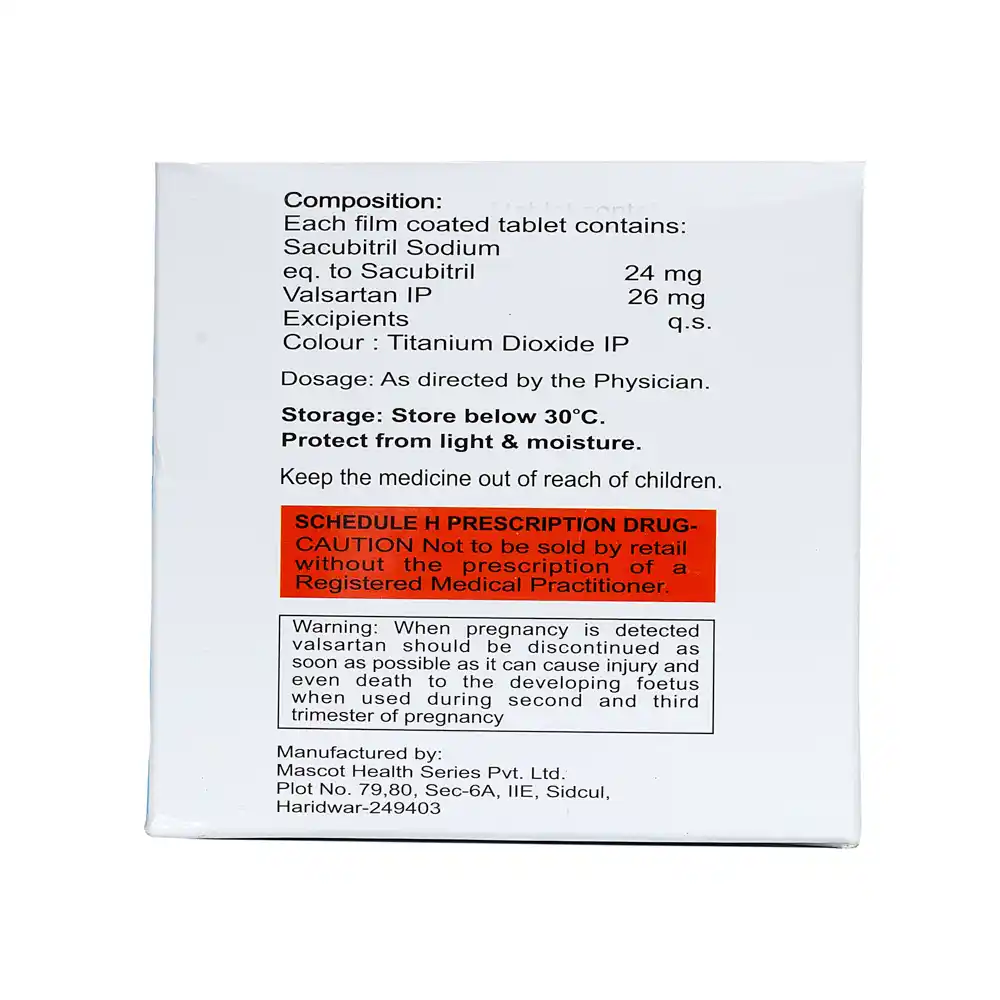 Composition:
Each film coated tablet contains:
Sacubitril Sodium
eq. to Sacubitril 24 mg
Valsartan IP 26 mg
Excipients q.s.
Colour : Titanium Dioxide IP
Dosage: As directed by the Physician.
Storage: Store below 30°C.
Protect from light & moisture.
Keep the medicine out of reach of children.
SCHEDULE H PRESCRIPTION DRUG-
CAUTION Not to be sold by retail
without the prescription of a
Registered Medical Practitioner.
Warning: When pregnancy is detected
valsartan should be discontinued as
soon as possible as it can cause injury and
even death to the developing foetus
when used during second and third
trimester of pregnancy
Manufactured by:
Mascot Health Series Pvt. Ltd.
Plot No. 79,80, Sec-6A, IIE, Sidcul,
Haridwar-249403